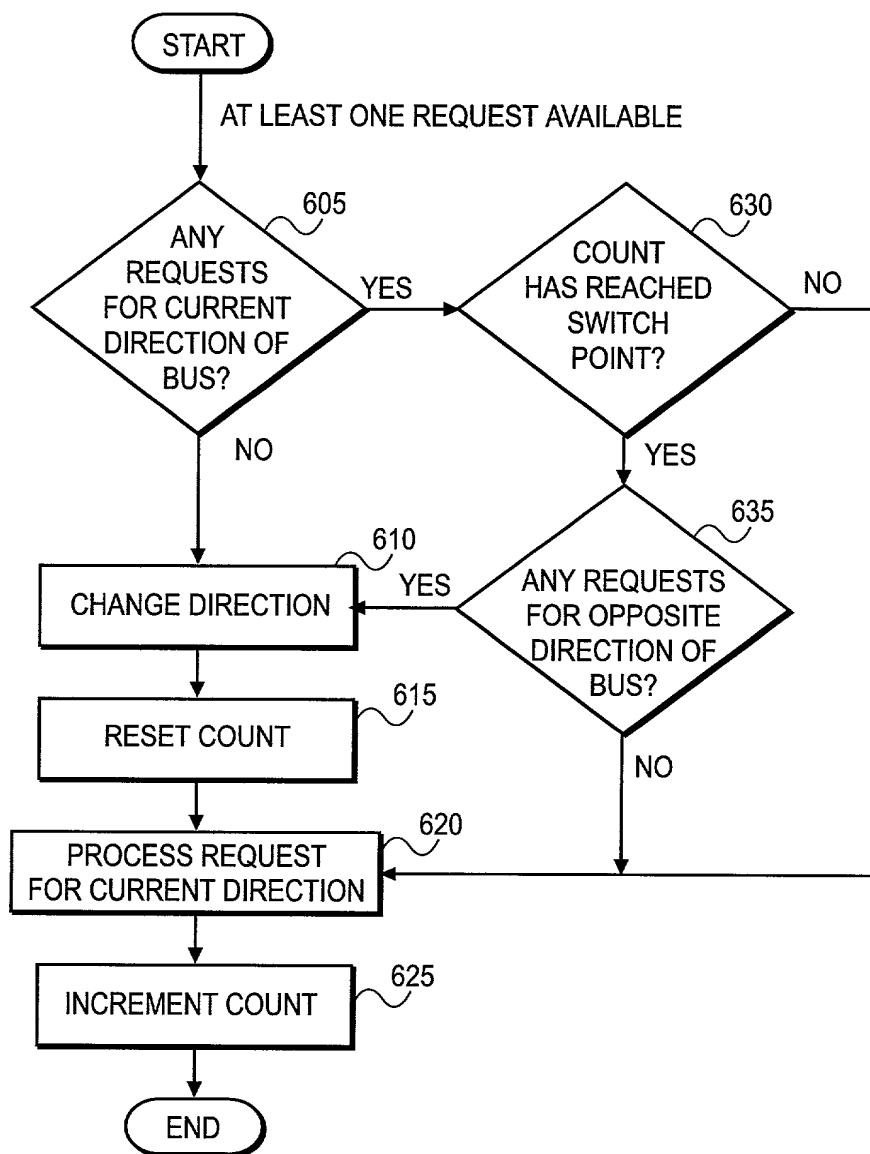 START
AT LEAST ONE REQUEST AVAILABLE
605
ANY
REQUESTS
FOR CURRENT
DIRECTION OF
BUS?
YES
NO
630
COUNT
HAS REACHED
SWITCH
POINT?
NO
YES
635
ANY REQUESTS
FOR OPPOSITE
DIRECTION OF
BUS?
YES
NO
610
CHANGE DIRECTION
615
RESET COUNT
620
PROCESS REQUEST
FOR CURRENT DIRECTION
625
INCREMENT COUNT
END